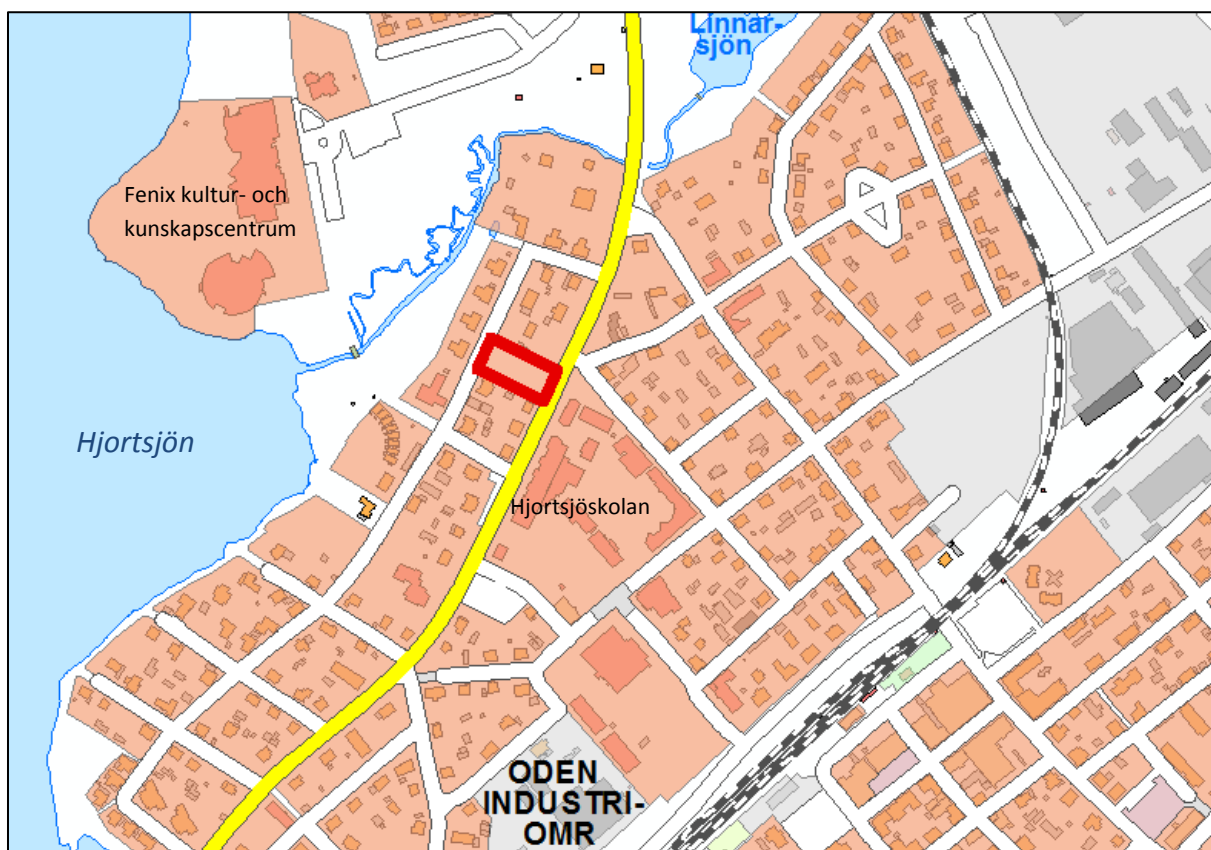 Linnar-
sjön
Fenix kultur- och
kunskapscentrum
Hjortsjön
Hjortsjöskolan
ODEN
INDUSTRI-
OMR